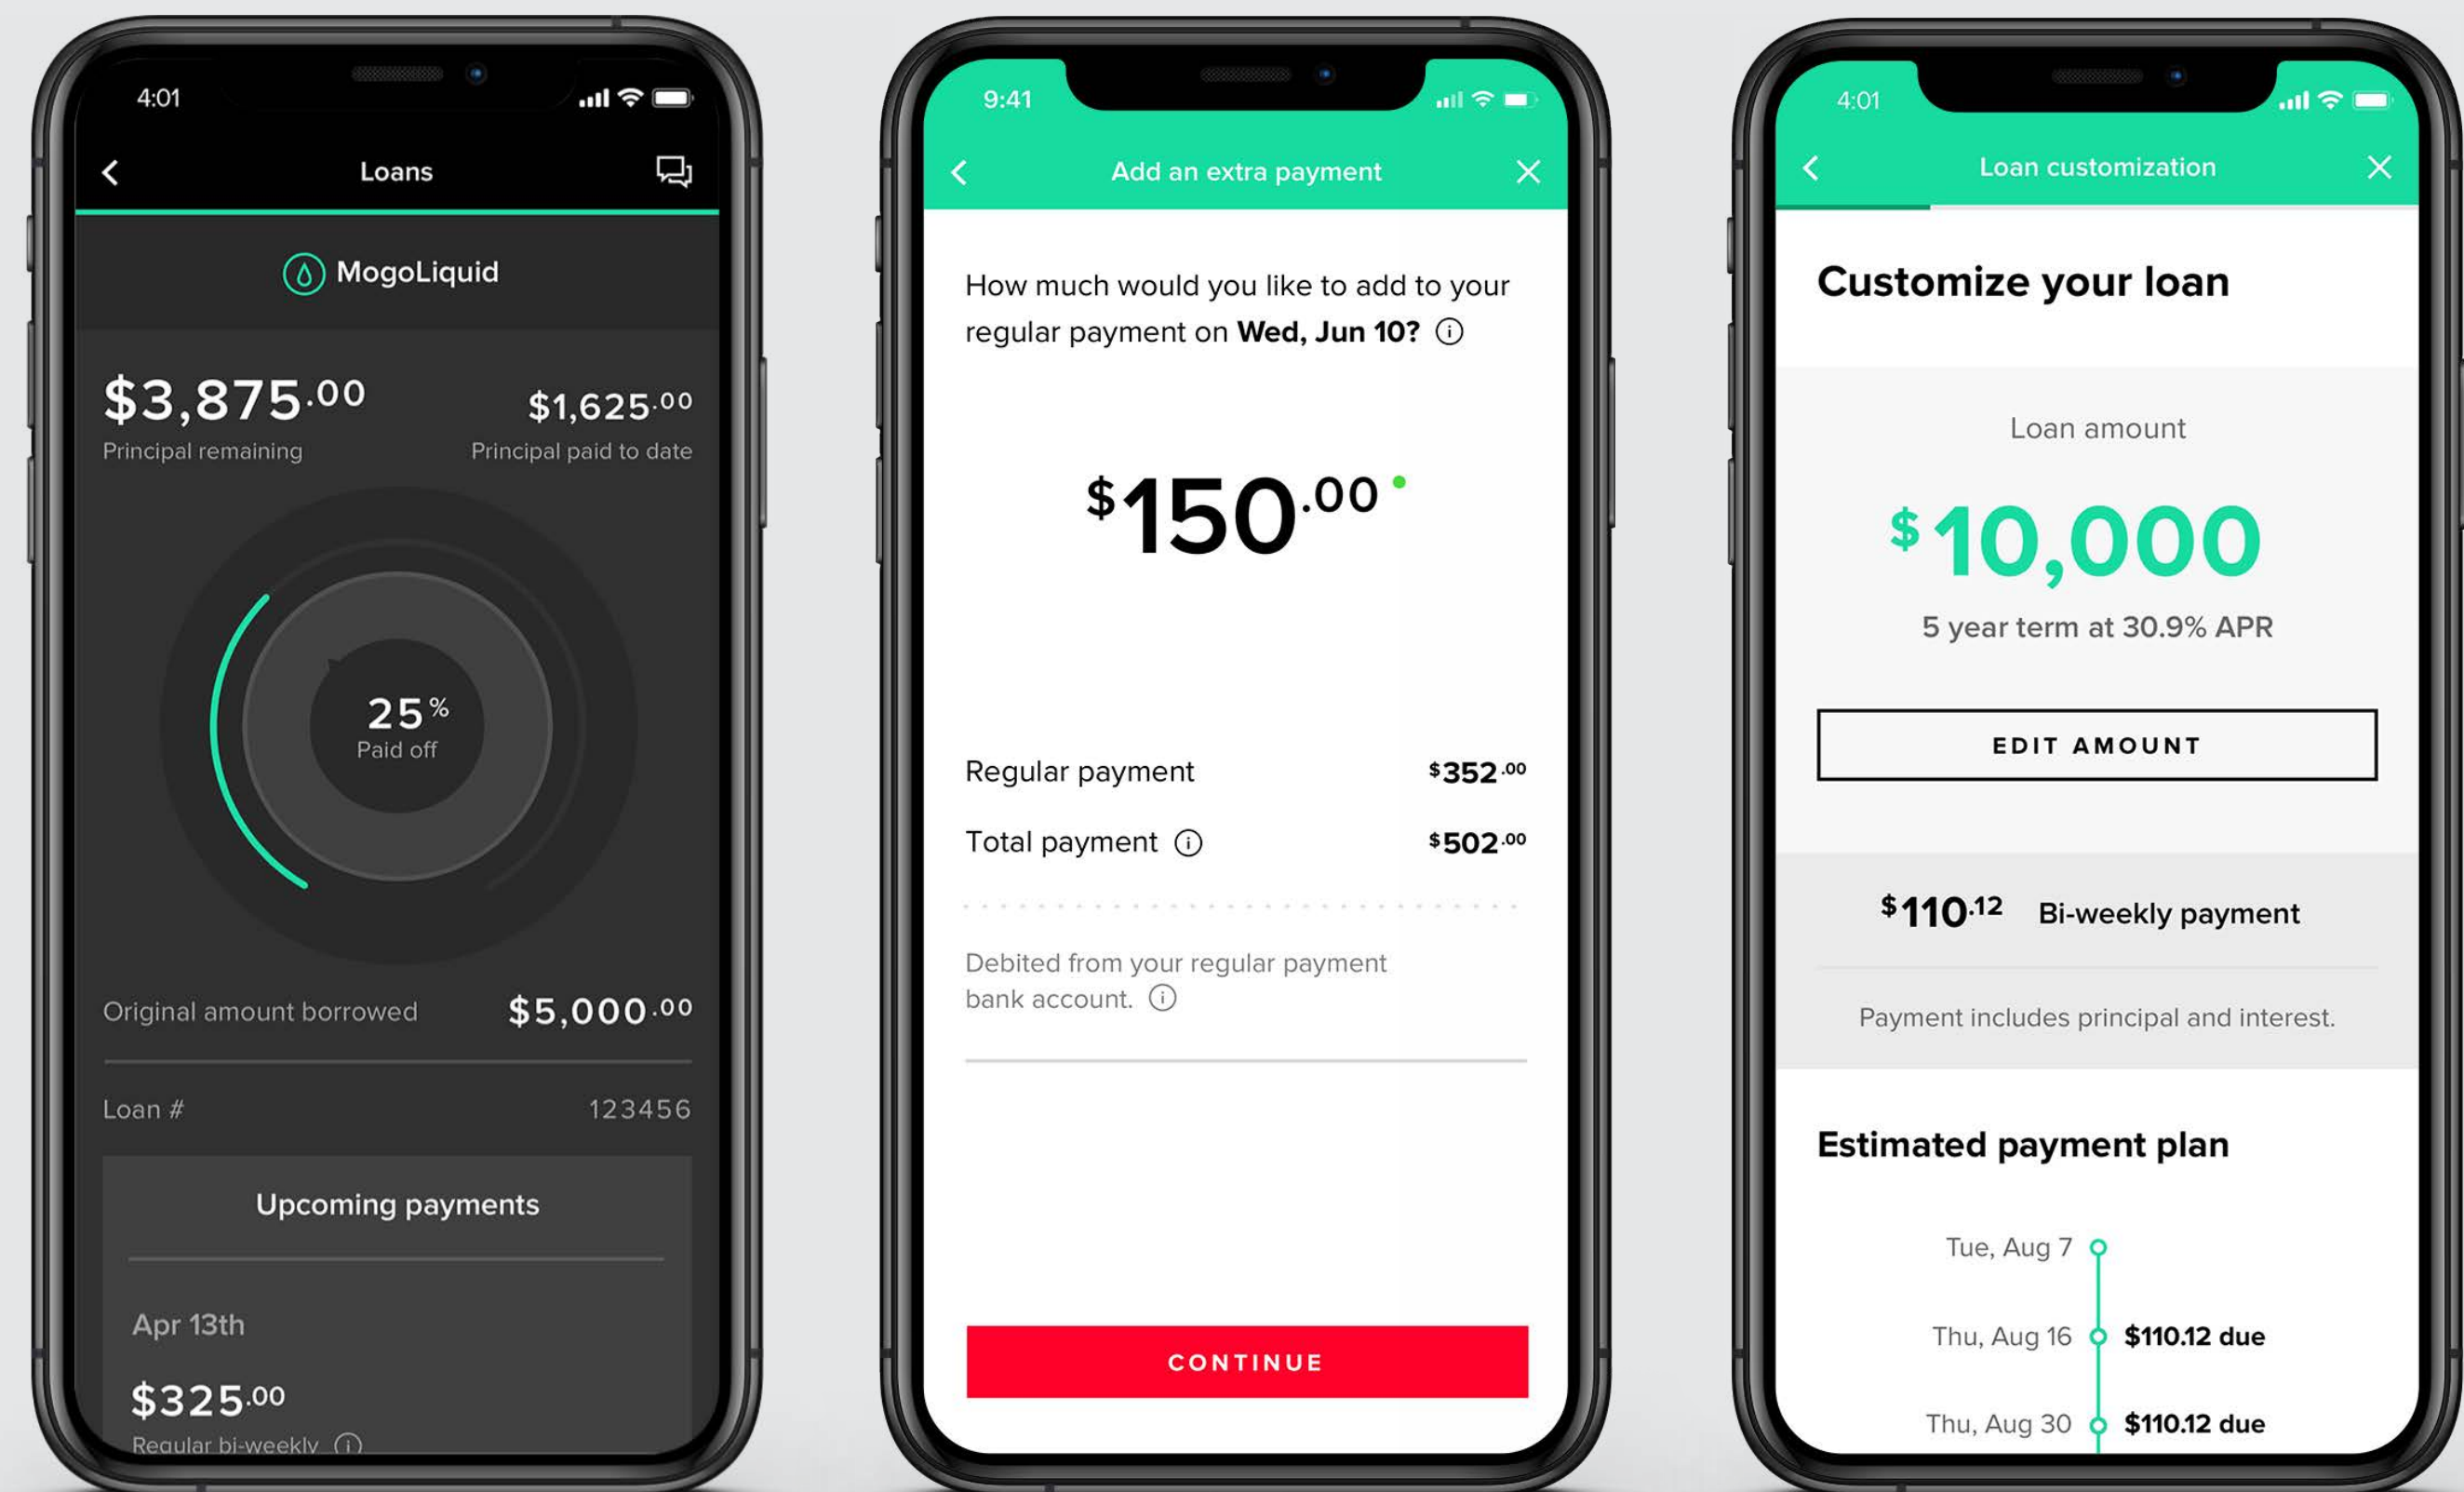 4:01
Loans
MogoLiquid
$3,875.00
$1,625.00
Principal remaining
Principal paid to date
25%
Paid off
Original amount borrowed
$5,000.00
Loan #
123456
Upcoming payments
Apr 13th
$325.00
Regular bi-weekly
9:41
Add an extra payment
How much would you like to add to your
regular payment on Wed, Jun 10?
$150.00
Regular payment
$352.00
Total payment
$502.00
Debited from your regular payment
bank account.
CONTINUE
4:01
Loan customization
Customize your loan
Loan amount
$10,000
5 year term at 30.9% APR
EDIT AMOUNT
$110.12 Bi-weekly payment
Payment includes principal and interest.
Estimated payment plan
Tue, Aug 7
Thu, Aug 16 $110.12 due
Thu, Aug 30 $110.12 due